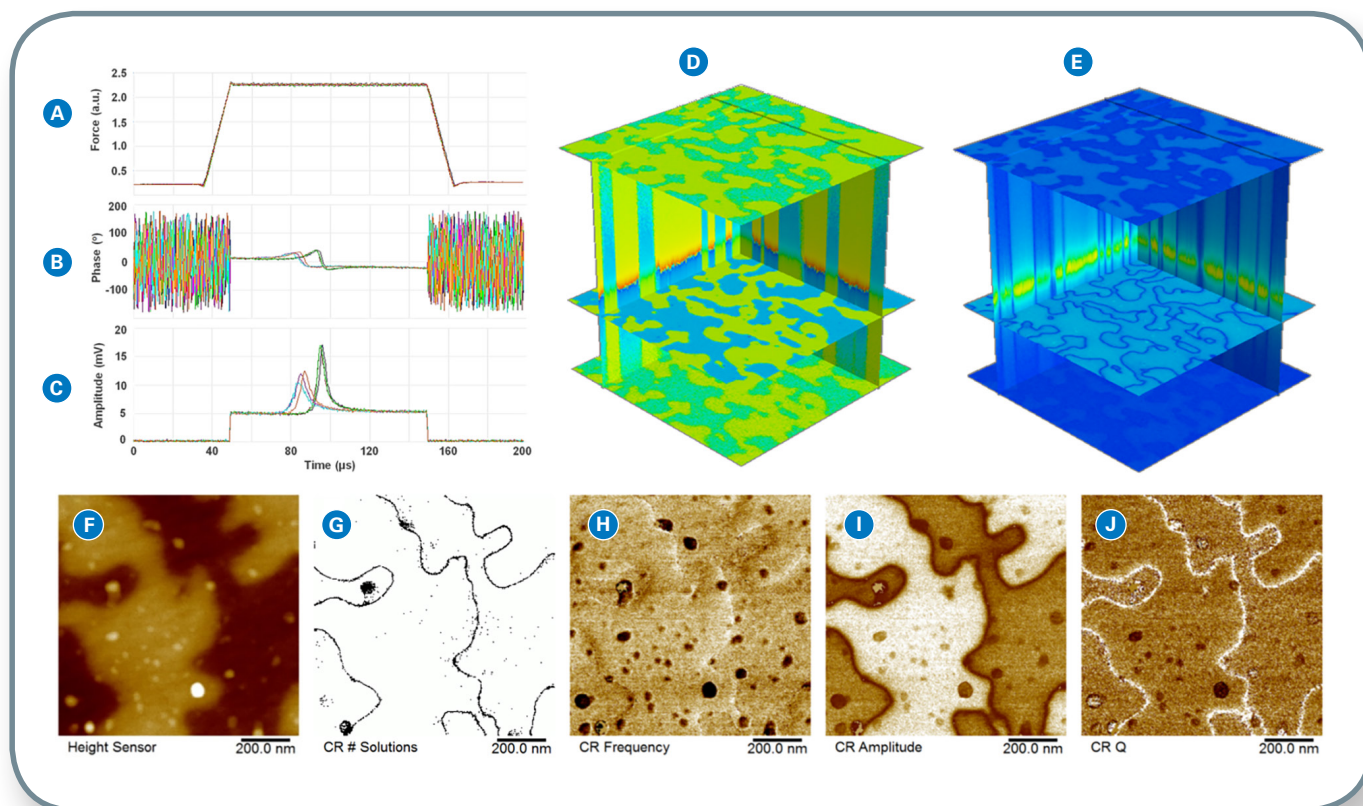 A
Force (a.u.)
2.5
2.0
1.5
1.0
0.5
B
Phase (º)
200
100
0
-100
C
Amplitude (mV)
20
15
10
5
0
0 40 80 120 160 200
Time (µs)
D
E
F
Height Sensor 200.0 nm
G
CR # Solutions 200.0 nm
H
CR Frequency 200.0 nm
I
CR Amplitude 200.0 nm
J
CR Q 200.0 nm